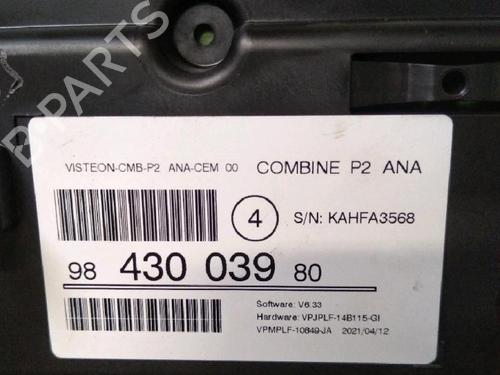 B-PARTS
VISTEON-CMB-P2 ANA-CEM 00
COMBINE P2 ANA
4
S/N: KAHFA3568
98 430 039 80
Software: V6.33
Hardware: VPJPLF-14B115-GI
VPMPLF-10849-JA 2021/04/12